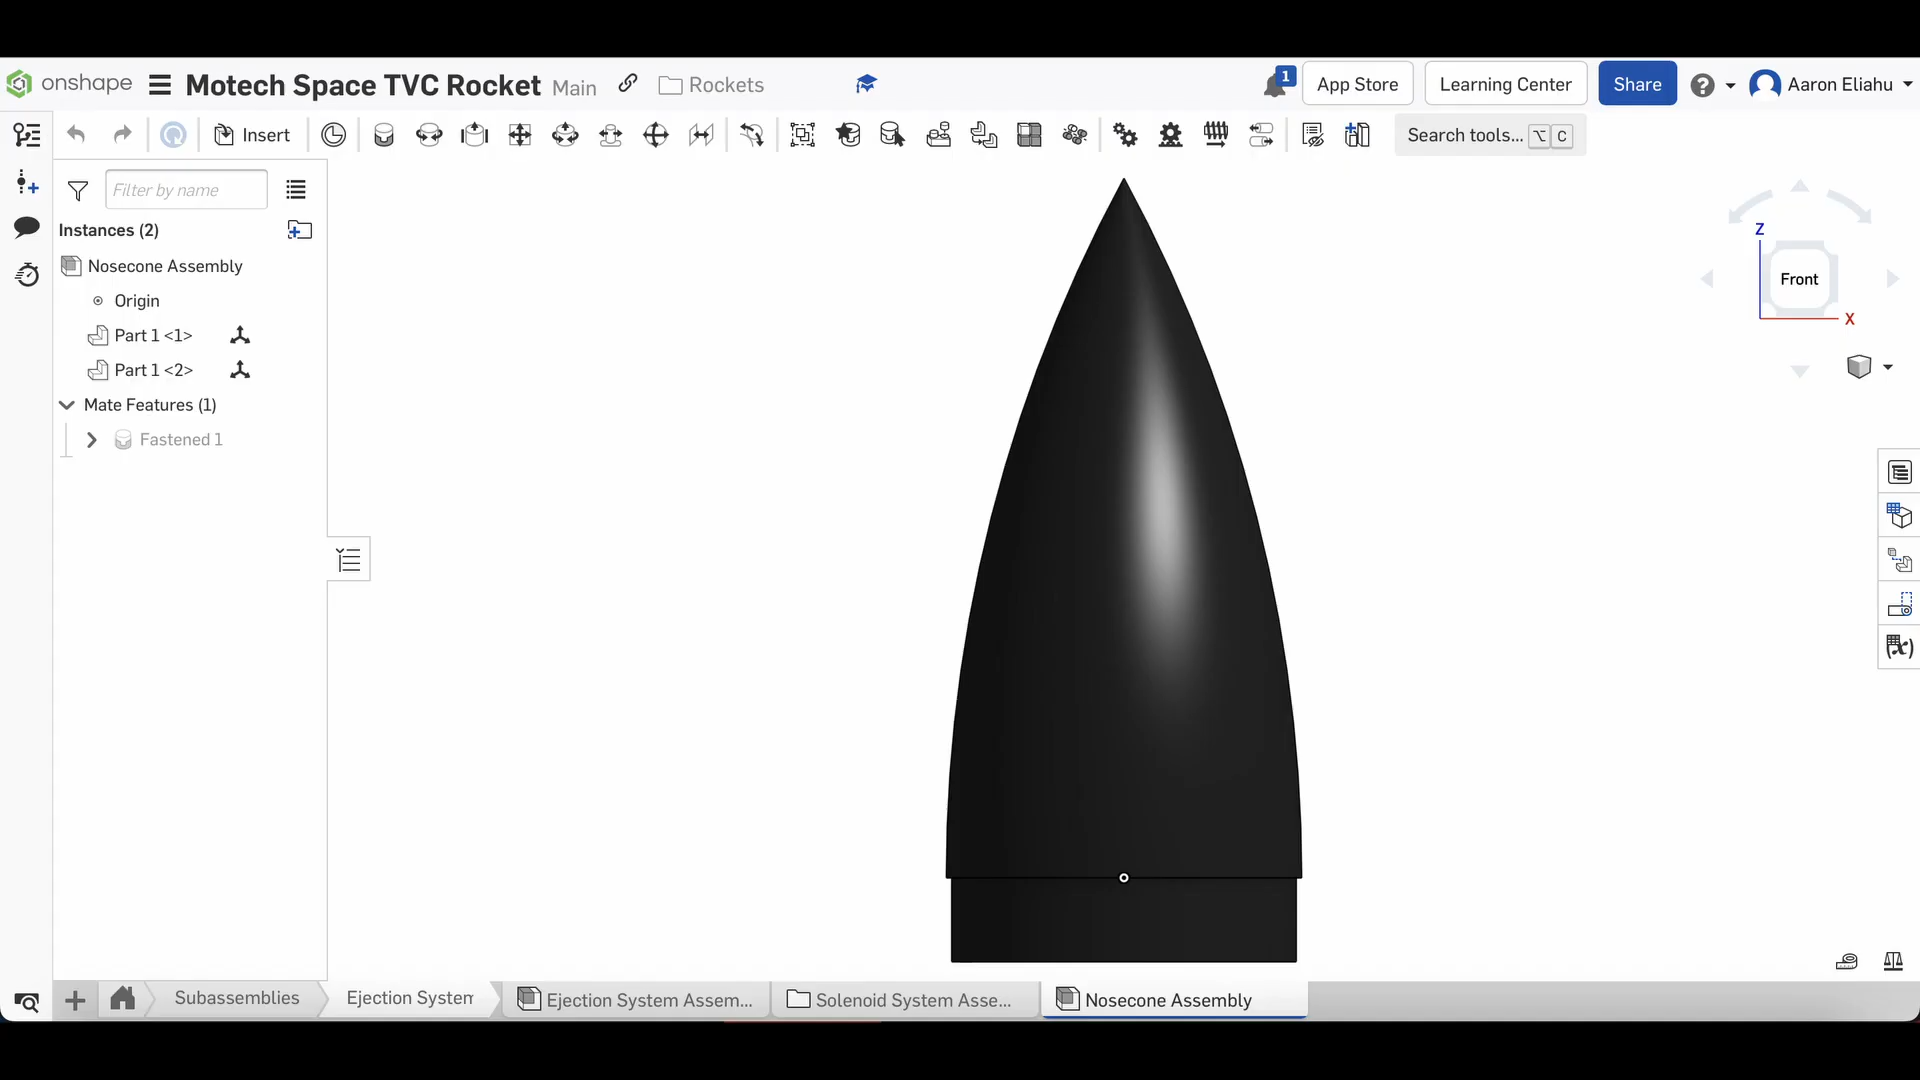 onshape Motech Space TVC Rocket Main Rockets 1 App Store Learning Center Share ? Aaron Eliahu
Insert Search tools... ⌥ C
Filter by name
Instances (2)
Nosecone Assembly
Origin
Part 1 <1>
Part 1 <2>
Mate Features (1)
Fastened 1
Z
Front
X
(x)
Subassemblies Ejection System Ejection System Assem... Solenoid System Asse... Nosecone Assembly